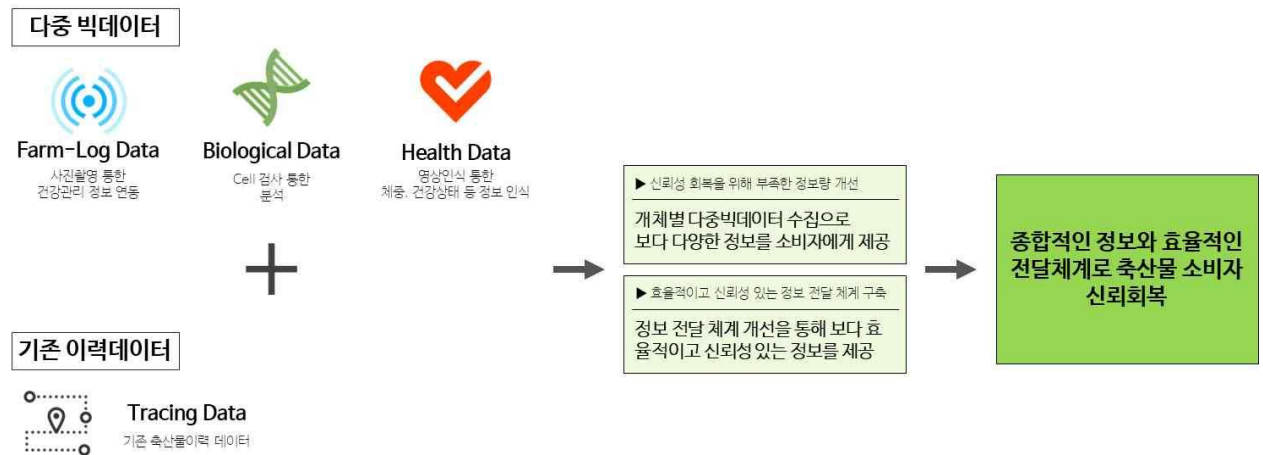 다중 빅데이터
Farm-Log Data
사진촬영 통한
건강관리 정보 연동
Biological Data
Cell 검사 통한
분석
Health Data
영상인식 통한
체중, 건강상태 등 정보 인식
기존 이력데이터
Tracing Data
기존 축산물이력 데이터
▶ 신뢰성 회복을 위해 부족한 정보량 개선
개체별 다중빅데이터 수집으로
보다 다양한 정보를 소비자에게 제공
▶ 효율적이고 신뢰성 있는 정보 전달 체계 구축
정보 전달 체계 개선을 통해 보다 효
율적이고 신뢰성 있는 정보를 제공
종합적인 정보와 효율적인
전달체계로 축산물 소비자
신뢰회복